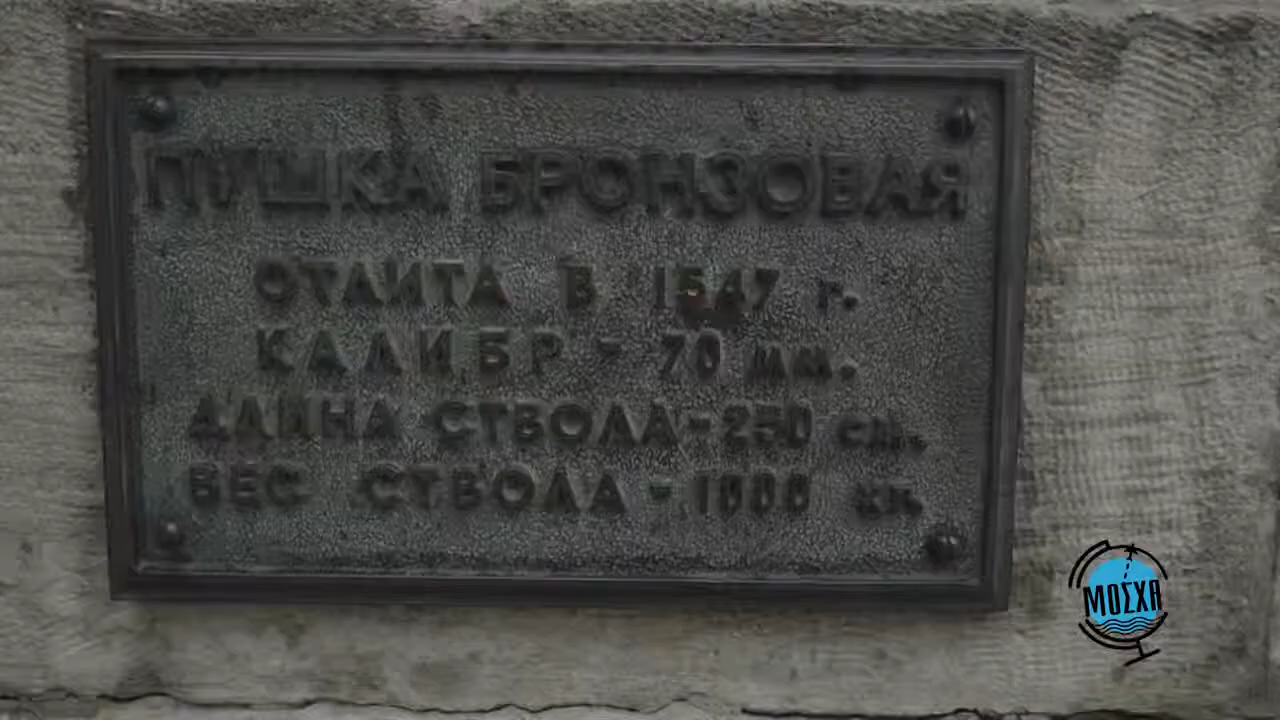 ПУШКА БРОНЗОВАЯ
ОТЛИТА В 1547 г.
КАЛИБР - 70 мм.
ДЛИНА СТВОЛА - 250 см.
ВЕС СТВОЛА - 1000 кг.
ΜΟΣΧΑ